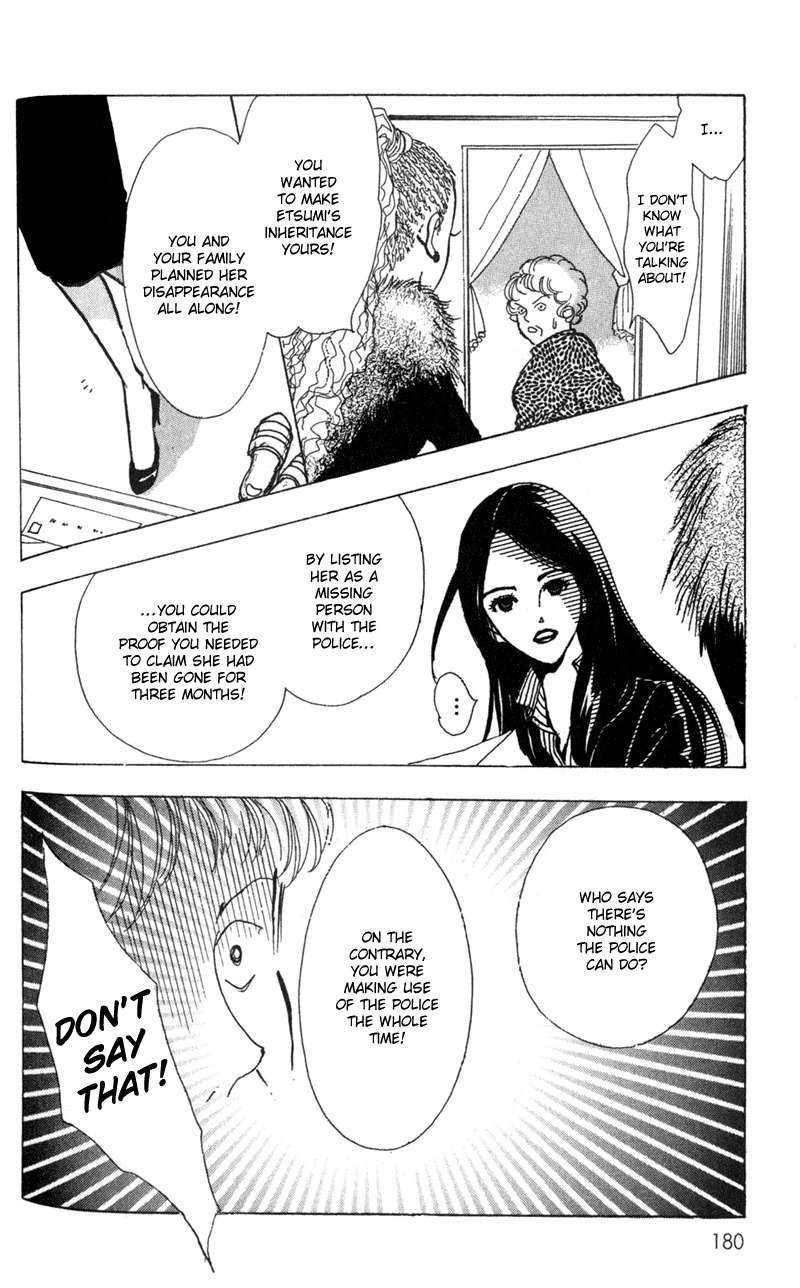 I...
I DON'T
KNOW
WHAT
YOU'RE
TALKING
ABOUT!
YOU
WANTED
TO MAKE
ETSUMI'S
INHERITANCE
YOURS!
YOU AND
YOUR FAMILY
PLANNED HER
DISAPPEARANCE
ALL ALONG!
BY LISTING
HER AS A
MISSING
PERSON
WITH THE
POLICE...
...YOU COULD
OBTAIN THE
PROOF YOU NEEDED
TO CLAIM SHE HAD
BEEN GONE FOR
THREE MONTHS!
...
WHO SAYS
THERE'S
NOTHING
THE POLICE
CAN DO?
ON THE
CONTRARY,
YOU WERE
MAKING USE
OF THE POLICE
THE WHOLE
TIME!
DON'T
SAY
THAT!
180